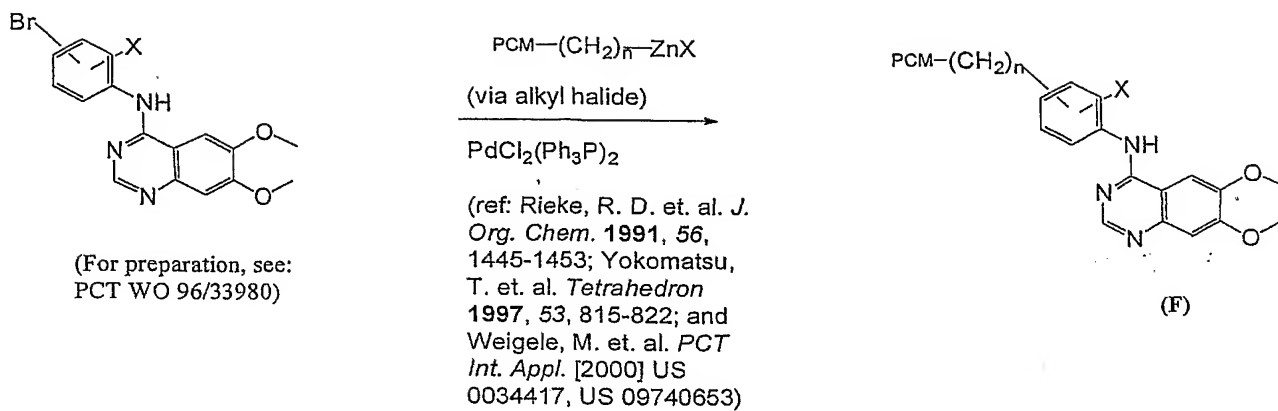 Br
X
NH
N
N
O
O
(For preparation, see:
PCT WO 96/33980)
PCM—(CH2)n—ZnX
(via alkyl halide)
PdCl2(Ph3P)2
(ref: Rieke, R. D. et. al. J.
Org. Chem. 1991, 56,
1445-1453; Yokomatsu,
T. et. al. Tetrahedron
1997, 53, 815-822; and
Weigele, M. et. al. PCT
Int. Appl. [2000] US
0034417, US 09740653)
PCM—(CH2)n
X
NH
N
N
O
O
(F)